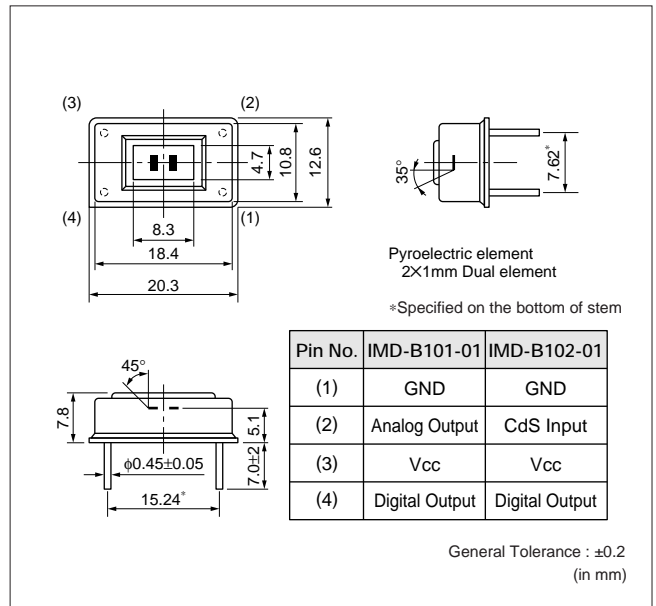 (3) (2)
4.7
10.8
12.6
(4) (1)
8.3
18.4
20.3
35°
7.62*
Pyroelectric element
2×1mm Dual element
*Specified on the bottom of stem
45°
7.8
5.1
7.0±2
φ0.45±0.05
15.24*
Pin No. IMD-B101-01 IMD-B102-01
(1) GND GND
(2) Analog Output CdS Input
(3) Vcc Vcc
(4) Digital Output Digital Output
General Tolerance : ±0.2
(in mm)